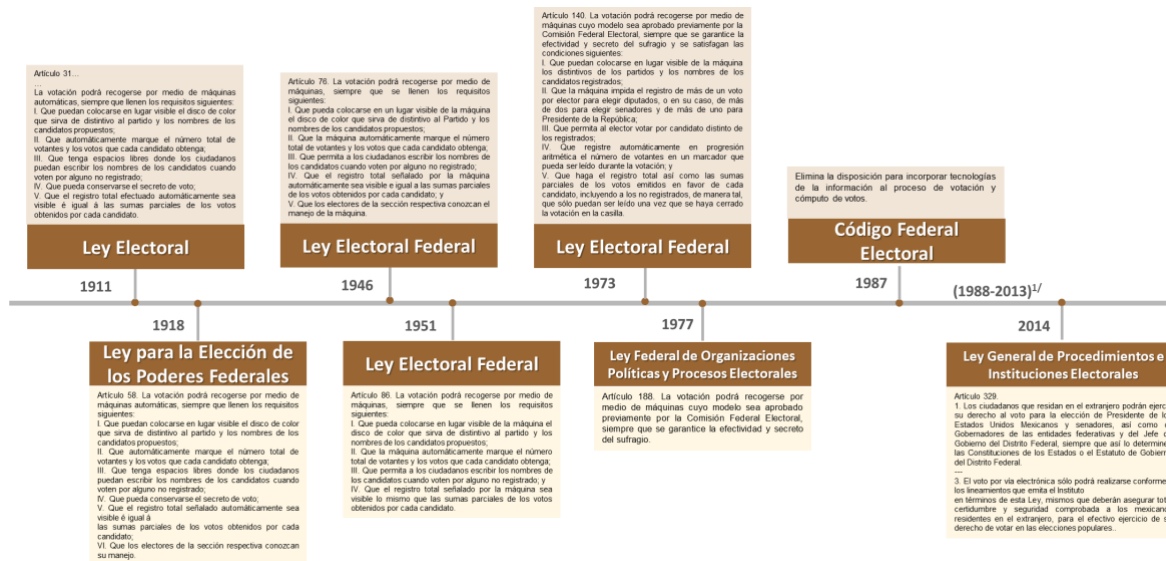 Artículo 31...
...
La votación podrá recogerse por medio de máquinas
automáticas, siempre que llenen los requisitos siguientes:
I. Que puedan colocarse en lugar visible el disco de color
que sirva de distintivo al partido y los nombres de los
candidatos propuestos;
II. Que automáticamente marque el número total de
votantes y los votos que cada candidato obtenga;
III. Que tenga espacios libres donde los ciudadanos
puedan escribir los nombres de los candidatos cuando
voten por alguno no registrado;
IV. Que pueda conservarse el secreto de voto;
V. Que el registro total efectuado automáticamente sea
visible é igual á las sumas parciales de los votos
obtenidos por cada candidato.
Ley Electoral
1911
Artículo 76. La votación podrá recogerse por medio de
máquinas, siempre que se llenen los requisitos
siguientes:
I. Que pueda colocarse en un lugar visible de la máquina
el disco de color que sirva de distintivo al Partido y los
nombres de los candidatos propuestos;
II. Que la máquina automáticamente marque el número
total de votantes y los votos que cada candidato obtenga;
III. Que permita a los ciudadanos escribir los nombres de
los candidatos cuando voten por alguno no registrado;
IV. Que el registro total señalado por la máquina
automáticamente sea visible e igual a las sumas parciales
de los votos obtenidos por cada candidato; y
V. Que los electores de la sección respectiva conozcan el
manejo de la máquina.
Ley Electoral Federal
1946
Artículo 140. La votación podrá recogerse por medio de
máquinas cuyo modelo sea aprobado previamente por la
Comisión Federal Electoral, siempre que se garantice la
efectividad y secreto del sufragio y se satisfagan las
condiciones siguientes:
I. Que puedan colocarse en lugar visible de la máquina
los distintivos de los partidos y los nombres de los
candidatos registrados;
II. Que la máquina impida el registro de más de un voto
por elector para elegir diputados, o en su caso, de más
de dos para elegir senadores y de más de uno para
Presidente de la República;
III. Que permita al elector votar por candidato distinto de
los registrados;
IV. Que registre automáticamente en progresión
aritmética el número de votantes en un marcador que
pueda ser leído durante la votación; y
V. Que haga el registro total así como las sumas
parciales de los votos emitidos en favor de cada
candidato, incluyendo a los no registrados, de manera tal,
que sólo puedan ser leído una vez que se haya cerrado
la votación en la casilla.
Ley Electoral Federal
1973
Elimina la disposición para incorporar tecnologías
de la información al proceso de votación y
cómputo de votos.
Código Federal
Electoral
1987
(1988-2013)1/
1918
Ley para la Elección de
los Poderes Federales
Artículo 58. La votación podrá recogerse por medio de
máquinas automáticas, siempre que llenen los requisitos
siguientes:
I. Que puedan colocarse en lugar visible el disco de color
que sirva de distintivo al partido y los nombres de los
candidatos propuestos;
II. Que automáticamente marque el número total de
votantes y los votos que cada candidato obtenga;
III. Que tenga espacios libres donde los ciudadanos
puedan escribir los nombres de los candidatos cuando
voten por alguno no registrado;
IV. Que pueda conservarse el secreto de voto;
V. Que el registro total señalado automáticamente sea
visible é igual á
las sumas parciales de los votos obtenidos por cada
candidato;
VI. Que los electores de la sección respectiva conozcan
su manejo.
1951
Ley Electoral Federal
Artículo 86. La votación podrá recogerse por medio de
máquinas, siempre que se llenen los requisitos
siguientes:
I. Que pueda colocarse en lugar visible de la máquina el
disco de color que sirva de distintivo al partido y los
nombres de los candidatos propuestos;
II. Que la máquina automáticamente marque el número
total de votantes y los votos que cada candidato obtenga;
III. Que permita a los ciudadanos escribir los nombres de
los candidatos cuando voten por alguno no registrado; y
IV. Que el registro total señalado por la máquina sea
visible lo mismo que las sumas parciales de los votos
obtenidos por cada candidato.
1977
Ley Federal de Organizaciones
Políticas y Procesos Electorales
Artículo 188. La votación podrá recogerse por
medio de máquinas cuyo modelo sea aprobado
previamente por la Comisión Federal Electoral,
siempre que se garantice la efectividad y secreto
del sufragio.
2014
Ley General de Procedimientos e
Instituciones Electorales
Artículo 329.
1. Los ciudadanos que residan en el extranjero podrán ejerc
su derecho al voto para la elección de Presidente de lo
Estados Unidos Mexicanos y senadores, así como
Gobernadores de las entidades federativas y del Jefe
Gobierno del Distrito Federal, siempre que así lo determine
las Constituciones de los Estados o el Estatuto de Gobier
del Distrito Federal.
---
3. El voto por vía electrónica sólo podrá realizarse conforme
los lineamientos que emita el Instituto
en términos de esta Ley, mismos que deberán asegurar tot
certidumbre y seguridad comprobada a los mexicano
residentes en el extranjero, para el efectivo ejercicio de s
derecho de votar en las elecciones populares..